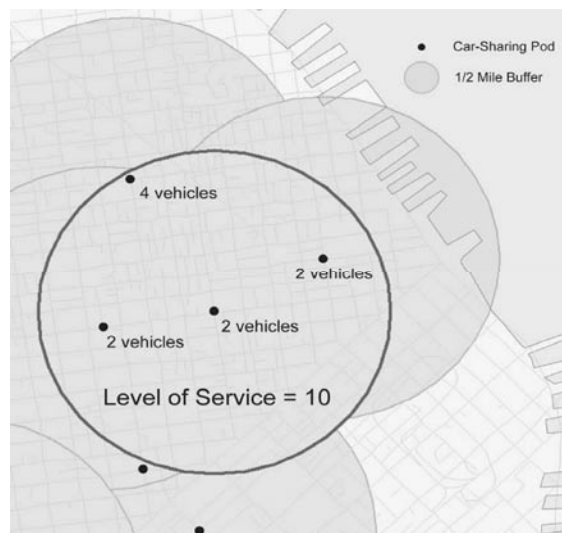 Car-Sharing Pod
1/2 Mile Buffer
4 vehicles
2 vehicles
2 vehicles
2 vehicles
Level of Service = 10